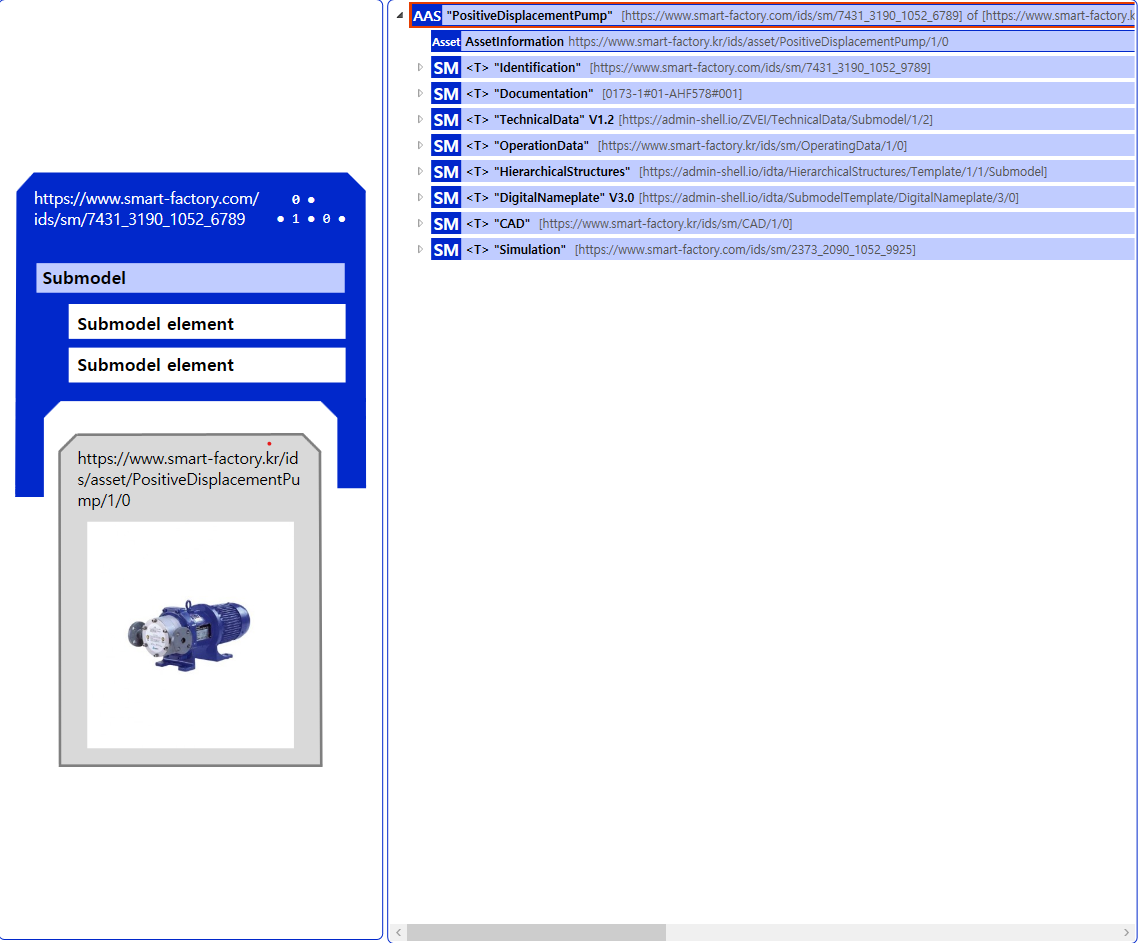 https://www.smart-factory.com/
ids/sm/7431_3190_1052_6789
0 ●
● 1 ● 0 ●
Submodel
Submodel element
Submodel element
https://www.smart-factory.kr/id
s/asset/PositiveDisplacementPu
mp/1/0
AAS "PositiveDisplacementPump" [https://www.smart-factory.com/ids/sm/7431_3190_1052_6789] of [https://www.smart-factory.k
Asset AssetInformation https://www.smart-factory.kr/ids/asset/PositiveDisplacementPump/1/0
SM <T> "Identification" [https://www.smart-factory.com/ids/sm/7431_3190_1052_9789]
SM <T> "Documentation" [0173-1#01-AHF578#001]
SM <T> "TechnicalData" V1.2 [https://admin-shell.io/ZVEI/TechnicalData/Submodel/1/2]
SM <T> "OperationData" [https://www.smart-factory.kr/ids/sm/OperatingData/1/0]
SM <T> "HierarchicalStructures" [https://admin-shell.io/idta/HierarchicalStructures/Template/1/1/Submodel]
SM <T> "DigitalNameplate" V3.0 [https://admin-shell.io/idta/SubmodelTemplate/DigitalNameplate/3/0]
SM <T> "CAD" [https://www.smart-factory.kr/ids/sm/CAD/1/0]
SM <T> "Simulation" [https://www.smart-factory.com/ids/sm/2373_2090_1052_9925]